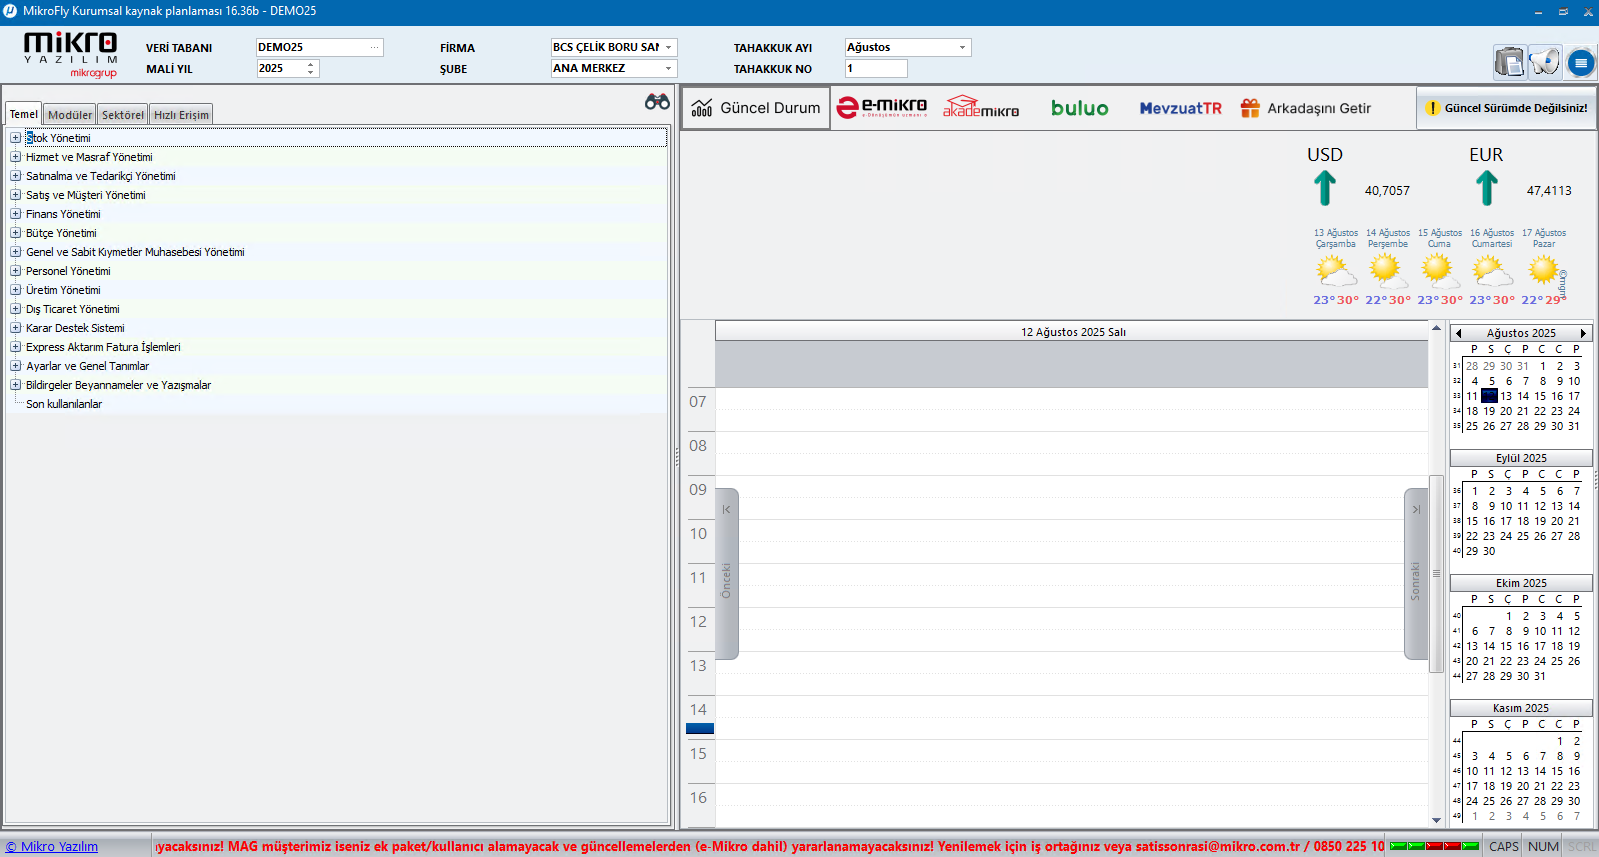 MikroFly Kurumsal kaynak planlaması 16.36b - DEMO25
mikro
YAZILIM
mikrogrup
VERİ TABANI DEMO25
MALİ YIL 2025
FİRMA BCS ÇELİK BORU SAN
ŞUBE ANA MERKEZ
TAHAKKUK AYI Ağustos
TAHAKKUK NO 1
Temel Modüler Sektörel Hızlı Erişim
Stok Yönetimi
Hizmet ve Masraf Yönetimi
Satınalma ve Tedarikçi Yönetimi
Satış ve Müşteri Yönetimi
Finans Yönetimi
Bütçe Yönetimi
Genel ve Sabit Kıymetler Muhasebesi Yönetimi
Personel Yönetimi
Üretim Yönetimi
Dış Ticaret Yönetimi
Karar Destek Sistemi
Express Aktarım Fatura İşlemleri
Ayarlar ve Genel Tanımlar
Bildirgeler Beyannameler ve Yazışmalar
Son kullanılanlar
Güncel Durum e-mikro akademikro buluo MevzuatTR Arkadaşını Getir Güncel Sürümde Değilsiniz!
e-Dönüşümün uzmanı
USD EUR
40,7057 47,4113
13 Ağustos 14 Ağustos 15 Ağustos 16 Ağustos 17 Ağustos
Çarşamba Perşembe Cuma Cumartesi Pazar
©mgm
23° 30° 22° 30° 23° 30° 23° 30° 22° 29°
12 Ağustos 2025 Salı
07
08
09
10
11
12
13
14
15
16
Önceki
Sonraki
Ağustos 2025
P S Ç P C C P
31 28 29 30 31 1 2 3
32 4 5 6 7 8 9 10
33 11 13 14 15 16 17
34 18 19 20 21 22 23 24
35 25 26 27 28 29 30 31
Eylül 2025
P S Ç P C C P
36 1 2 3 4 5 6 7
37 8 9 10 11 12 13 14
38 15 16 17 18 19 20 21
39 22 23 24 25 26 27 28
40 29 30
Ekim 2025
P S Ç P C C P
40 1 2 3 4 5
41 6 7 8 9 10 11 12
42 13 14 15 16 17 18 19
43 20 21 22 23 24 25 26
44 27 28 29 30 31
Kasım 2025
P S Ç P C C P
44 1 2
45 3 4 5 6 7 8 9
46 10 11 12 13 14 15 16
47 17 18 19 20 21 22 23
48 24 25 26 27 28 29 30
49 1 2 3 4 5 6 7
© Mikro Yazılım
yacaksınız! MAG müşterimiz iseniz ek paket/kullanıcı alamayacak ve güncellemelerden (e-Mikro dahil) yararlanamayacaksınız! Yenilemek için iş ortağınız veya satissonrasi@mikro.com.tr / 0850 225 10
CAPS NUM SCRL